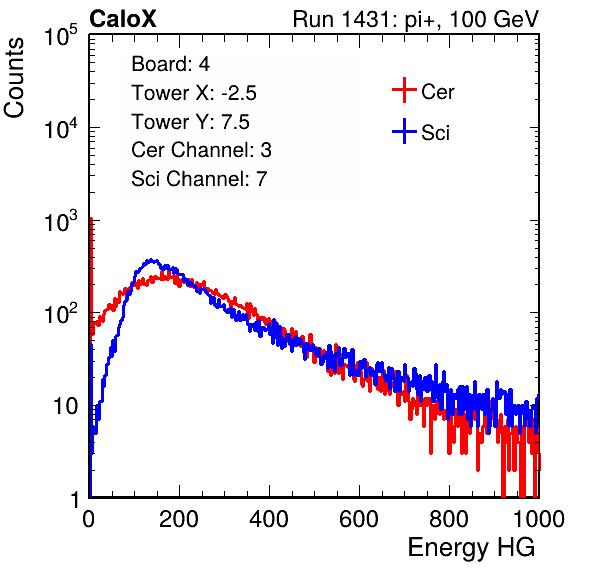 CaloX Run 1431: pi+, 100 GeV
Counts
Board: 4
Tower X: -2.5
Tower Y: 7.5
Cer Channel: 3
Sci Channel: 7
Cer
Sci
10^5
10^4
10^3
10^2
10
1
0 200 400 600 800 1000
Energy HG